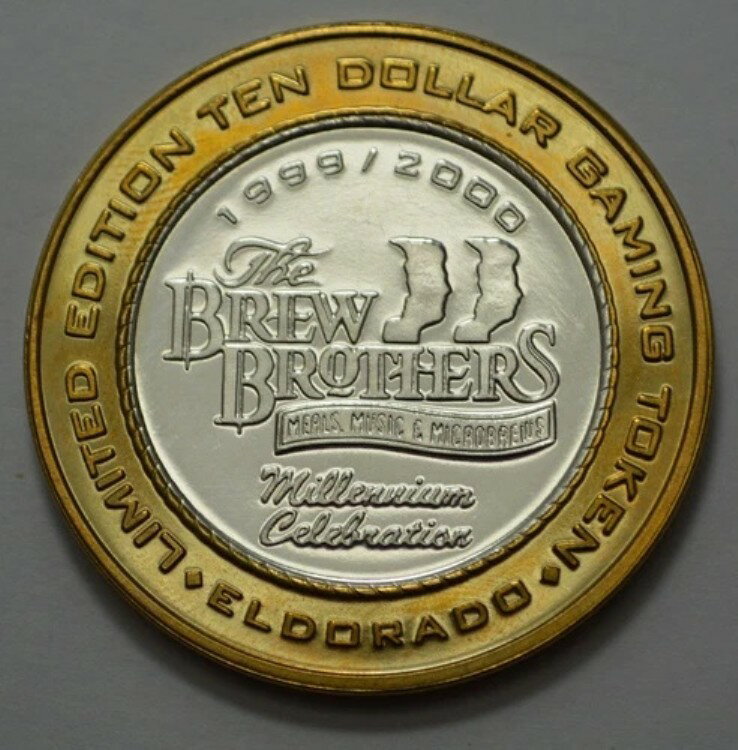 LIMITED EDITION TEN DOLLAR GAMING TOKEN
1999/2000
The
BREW
BROTHERS
MEALS, MUSIC & MICROBREWS
Millennium
Celebration
• ELDORADO •